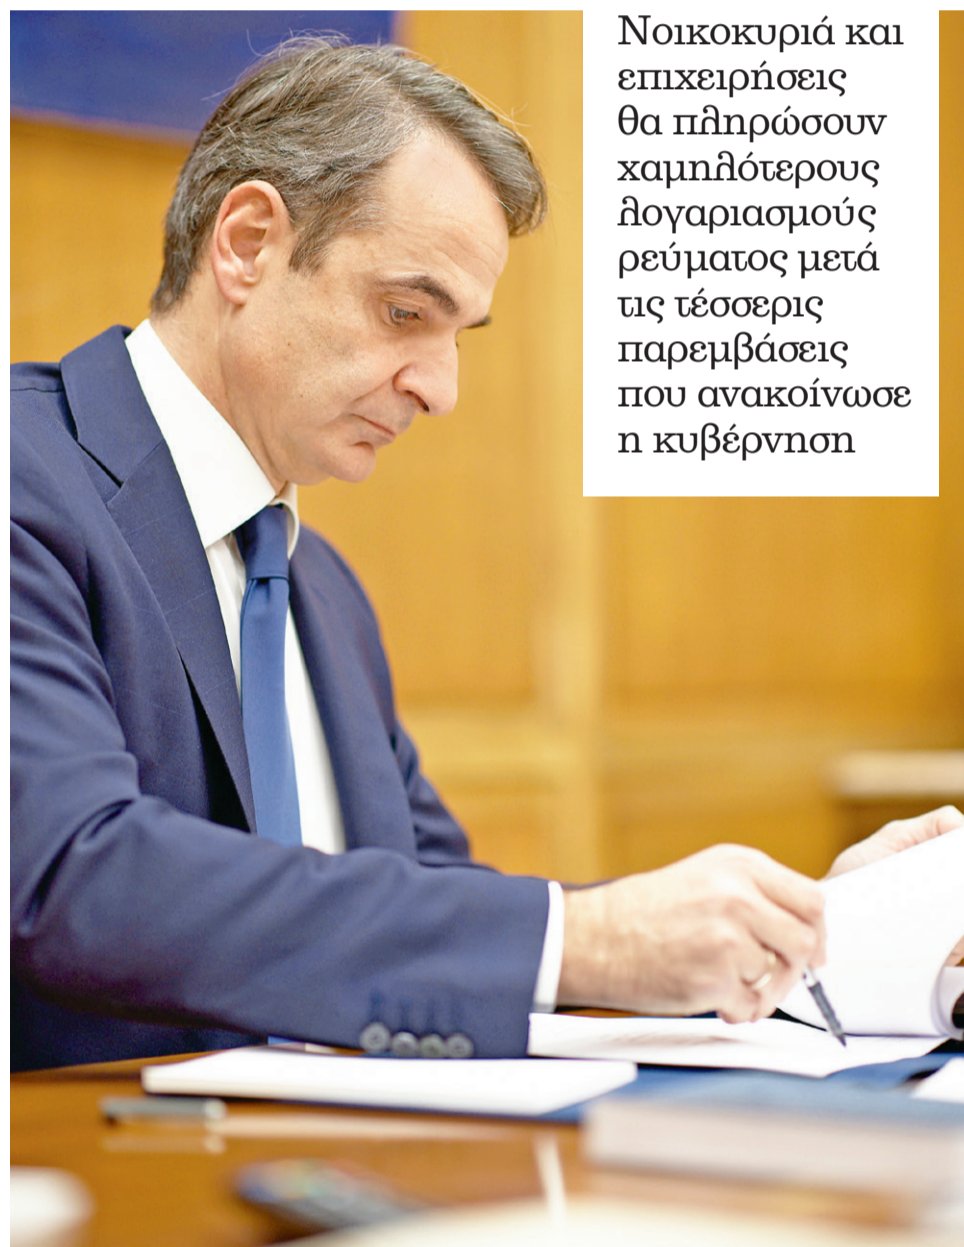 Νοικοκυριά και
επιχειρήσεις
θα πληρώσουν
χαμηλότερους
λογαριασμούς
ρεύματος μετά
τις τέσσερις
παρεμβάσεις
που ανακοίνωσε
η κυβέρνηση